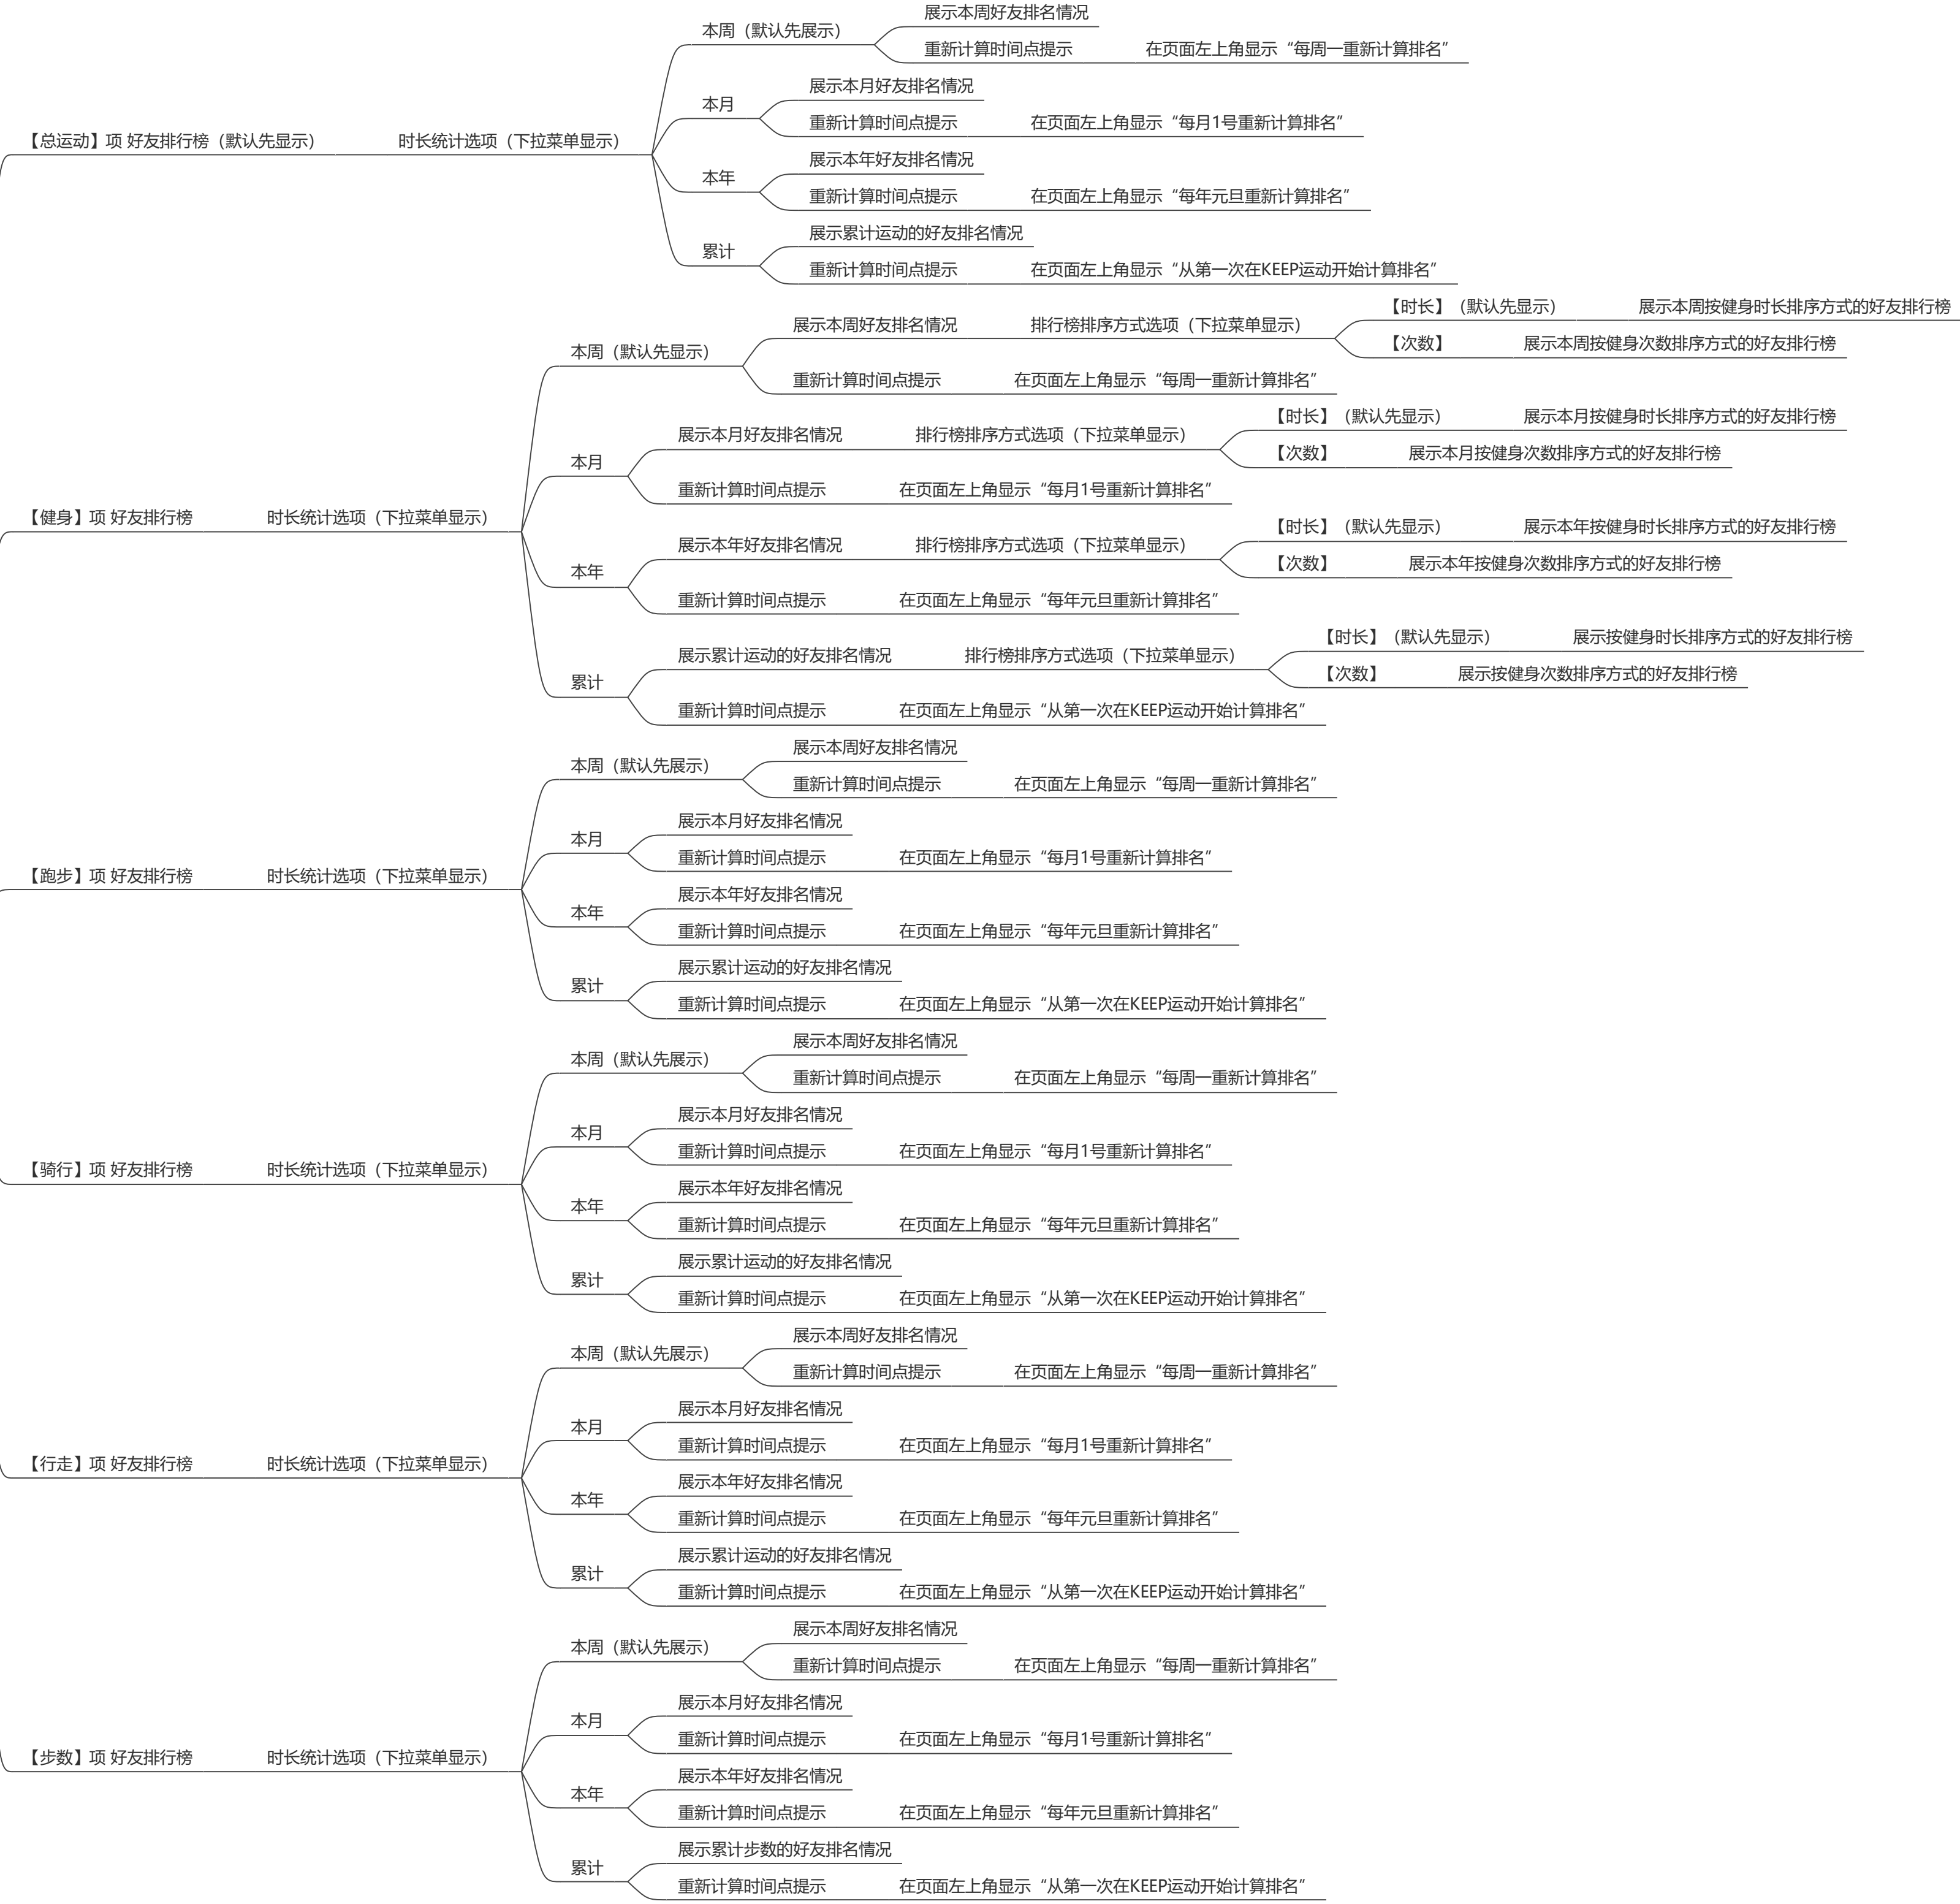 【总运动】项 好友排行榜（默认先显示）
时长统计选项（下拉菜单显示）
本周（默认先展示）
展示本周好友排名情况
重新计算时间点提示
在页面左上角显示“每周一重新计算排名”
本月
展示本月好友排名情况
重新计算时间点提示
在页面左上角显示“每月1号重新计算排名”
本年
展示本年好友排名情况
重新计算时间点提示
在页面左上角显示“每年元旦重新计算排名”
累计
展示累计运动的好友排名情况
重新计算时间点提示
在页面左上角显示“从第一次在KEEP运动开始计算排名”
【健身】项 好友排行榜
时长统计选项（下拉菜单显示）
本周（默认先显示）
展示本周好友排名情况
排行榜排序方式选项（下拉菜单显示）
【时长】（默认先显示）
展示本周按健身时长排序方式的好友排行榜
【次数】
展示本周按健身次数排序方式的好友排行榜
重新计算时间点提示
在页面左上角显示“每周一重新计算排名”
本月
展示本月好友排名情况
排行榜排序方式选项（下拉菜单显示）
【时长】（默认先显示）
展示本月按健身时长排序方式的好友排行榜
【次数】
展示本月按健身次数排序方式的好友排行榜
重新计算时间点提示
在页面左上角显示“每月1号重新计算排名”
本年
展示本年好友排名情况
排行榜排序方式选项（下拉菜单显示）
【时长】（默认先显示）
展示本年按健身时长排序方式的好友排行榜
【次数】
展示本年按健身次数排序方式的好友排行榜
重新计算时间点提示
在页面左上角显示“每年元旦重新计算排名”
累计
展示累计运动的好友排名情况
排行榜排序方式选项（下拉菜单显示）
【时长】（默认先显示）
展示按健身时长排序方式的好友排行榜
【次数】
展示按健身次数排序方式的好友排行榜
重新计算时间点提示
在页面左上角显示“从第一次在KEEP运动开始计算排名”
【跑步】项 好友排行榜
时长统计选项（下拉菜单显示）
本周（默认先展示）
展示本周好友排名情况
重新计算时间点提示
在页面左上角显示“每周一重新计算排名”
本月
展示本月好友排名情况
重新计算时间点提示
在页面左上角显示“每月1号重新计算排名”
本年
展示本年好友排名情况
重新计算时间点提示
在页面左上角显示“每年元旦重新计算排名”
累计
展示累计运动的好友排名情况
重新计算时间点提示
在页面左上角显示“从第一次在KEEP运动开始计算排名”
【骑行】项 好友排行榜
时长统计选项（下拉菜单显示）
本周（默认先展示）
展示本周好友排名情况
重新计算时间点提示
在页面左上角显示“每周一重新计算排名”
本月
展示本月好友排名情况
重新计算时间点提示
在页面左上角显示“每月1号重新计算排名”
本年
展示本年好友排名情况
重新计算时间点提示
在页面左上角显示“每年元旦重新计算排名”
累计
展示累计运动的好友排名情况
重新计算时间点提示
在页面左上角显示“从第一次在KEEP运动开始计算排名”
【行走】项 好友排行榜
时长统计选项（下拉菜单显示）
本周（默认先展示）
展示本周好友排名情况
重新计算时间点提示
在页面左上角显示“每周一重新计算排名”
本月
展示本月好友排名情况
重新计算时间点提示
在页面左上角显示“每月1号重新计算排名”
本年
展示本年好友排名情况
重新计算时间点提示
在页面左上角显示“每年元旦重新计算排名”
累计
展示累计运动的好友排名情况
重新计算时间点提示
在页面左上角显示“从第一次在KEEP运动开始计算排名”
【步数】项 好友排行榜
时长统计选项（下拉菜单显示）
本周（默认先展示）
展示本周好友排名情况
重新计算时间点提示
在页面左上角显示“每周一重新计算排名”
本月
展示本月好友排名情况
重新计算时间点提示
在页面左上角显示“每月1号重新计算排名”
本年
展示本年好友排名情况
重新计算时间点提示
在页面左上角显示“每年元旦重新计算排名”
累计
展示累计步数的好友排名情况
重新计算时间点提示
在页面左上角显示“从第一次在KEEP运动开始计算排名”